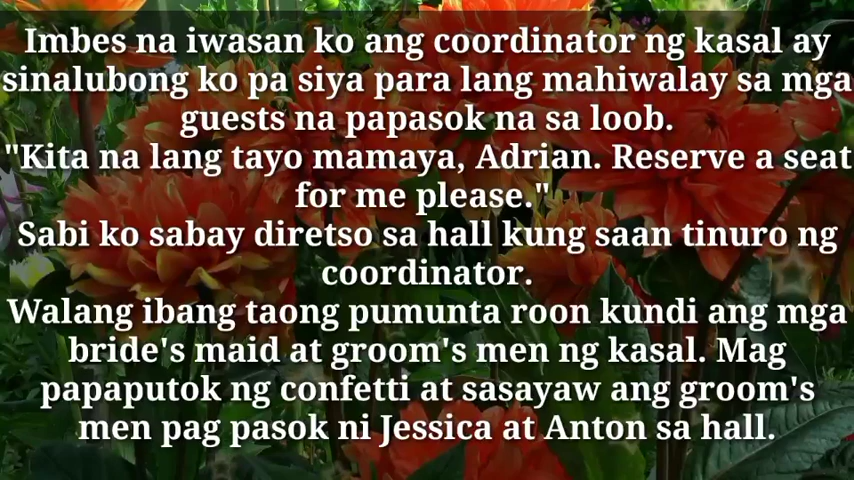 Imbes na iwasan ko ang coordinator ng kasal ay
sinalubong ko pa siya para lang mahiwalay sa mga
guests na papasok na sa loob.
"Kita na lang tayo mamaya, Adrian. Reserve a seat
for me please."
Sabi ko sabay diretso sa hall kung saan tinuro ng
coordinator.
Walang ibang taong pumunta roon kundi ang mga
bride's maid at groom's men ng kasal. Mag
papaputok ng confetti at sasayaw ang groom's
men pag pasok ni Jessica at Anton sa hall.